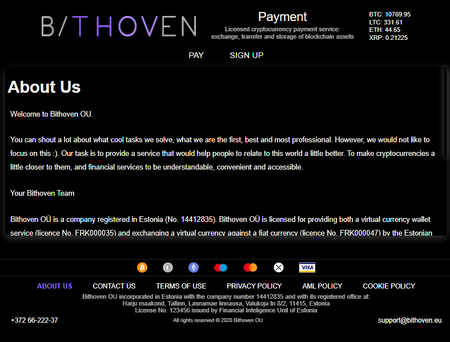 B/THOVEN
Payment
Licensed cryptocurrency payment service:
exchange, transfer and storage of blockchain assets
BTC: 10769.95
LTC: 331.61
ETH: 44.65
XRP: 0.21225
PAY SIGN UP
About Us
Welcome to Bithoven OU.
You can shout a lot about what cool tasks we solve, what we are the first, best and most professional. However, we would not like to
focus on this :). Our task is to provide a service that would help people to relate to this world a little better. To make cryptocurrencies a
little closer to them, and financial services to be understandable, convenient and accessible.
Your Bithoven Team
Bithoven OÜ is a company registered in Estonia (No. 14412835). Bithoven OÜ is licensed for providing both a virtual currency wallet
service (licence No. FRK000035) and exchanging a virtual currency against a fiat currency (licence No. FRK000047) by the Estonian
VISA
ABOUT US CONTACT US TERMS OF USE PRIVACY POLICY AML POLICY COOKIE POLICY
Bithoven OU incorporated in Estonia with the company number 14412835 and with its registered office at:
Harju maakond, Tallinn, Lasnamae linnaosa, Valukoja tn 8/2, 11415, Estonia
License No. 123456 issued by Financial Inteligence Unit of Estonia
+372 66-222-37 All rights reserved © 2020 Bithoven OU support@bithoven.eu